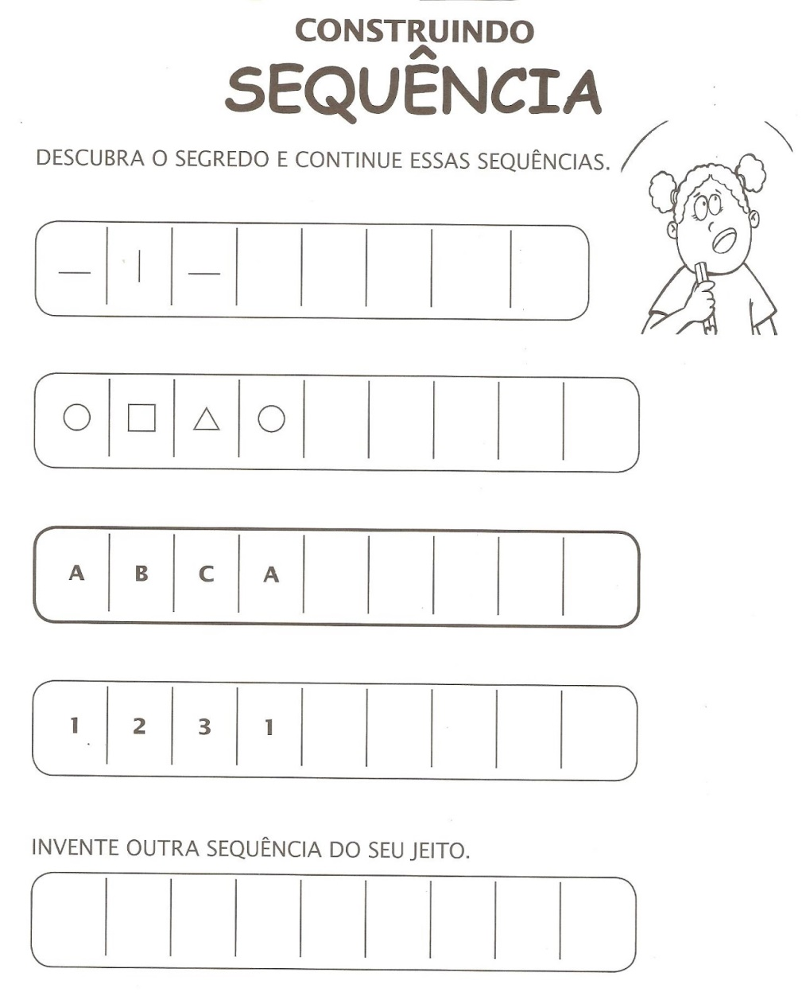 CONSTRUINDO
SEQUÊNCIA
DESCUBRA O SEGREDO E CONTINUE ESSAS SEQUÊNCIAS.
A B C A
1 2 3 1
INVENTE OUTRA SEQUÊNCIA DO SEU JEITO.